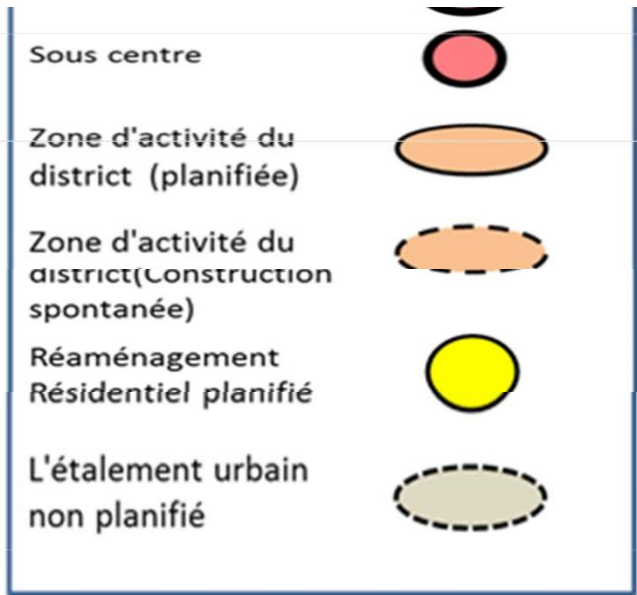 Sous centre
Zone d'activité du
district (planifiée)
Zone d'activité du
district(Construction
spontanée)
Réaménagement
Résidentiel planifié
L'étalement urbain
non planifié